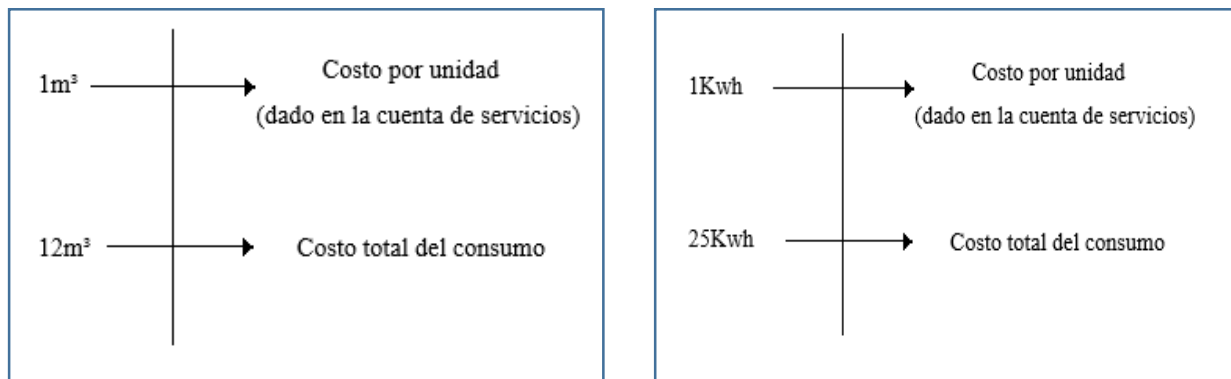 1m³
Costo por unidad
(dado en la cuenta de servicios)
12m³
Costo total del consumo
1Kwh
Costo por unidad
(dado en la cuenta de servicios)
25Kwh
Costo total del consumo